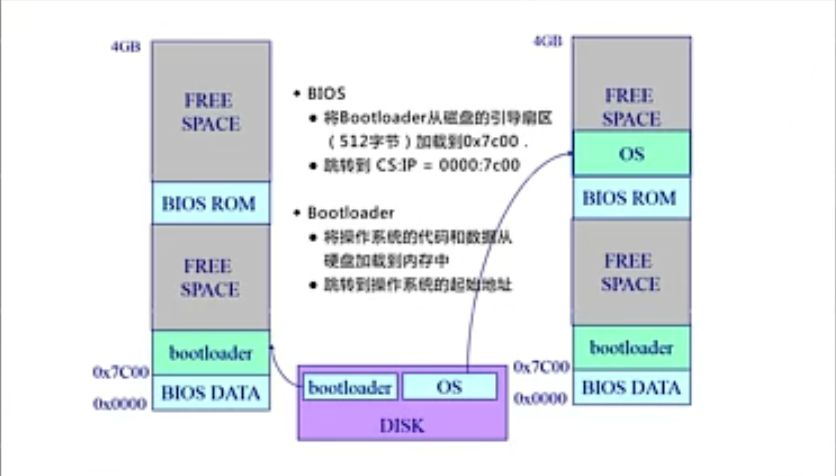 4GB
FREE
SPACE
BIOS ROM
FREE
SPACE
bootloader
0x7C00
BIOS DATA
0x0000
• BIOS
● 将Bootloader从磁盘的引导扇区
（512字节）加载到0x7c00 .
● 跳转到 CS:IP = 0000:7c00
• Bootloader
● 将操作系统的代码和数据从
硬盘加载到内存中
● 跳转到操作系统的起始地址
bootloader
OS
DISK
4GB
FREE
SPACE
OS
BIOS ROM
FREE
SPACE
bootloader
0x7C00
BIOS DATA
0x0000